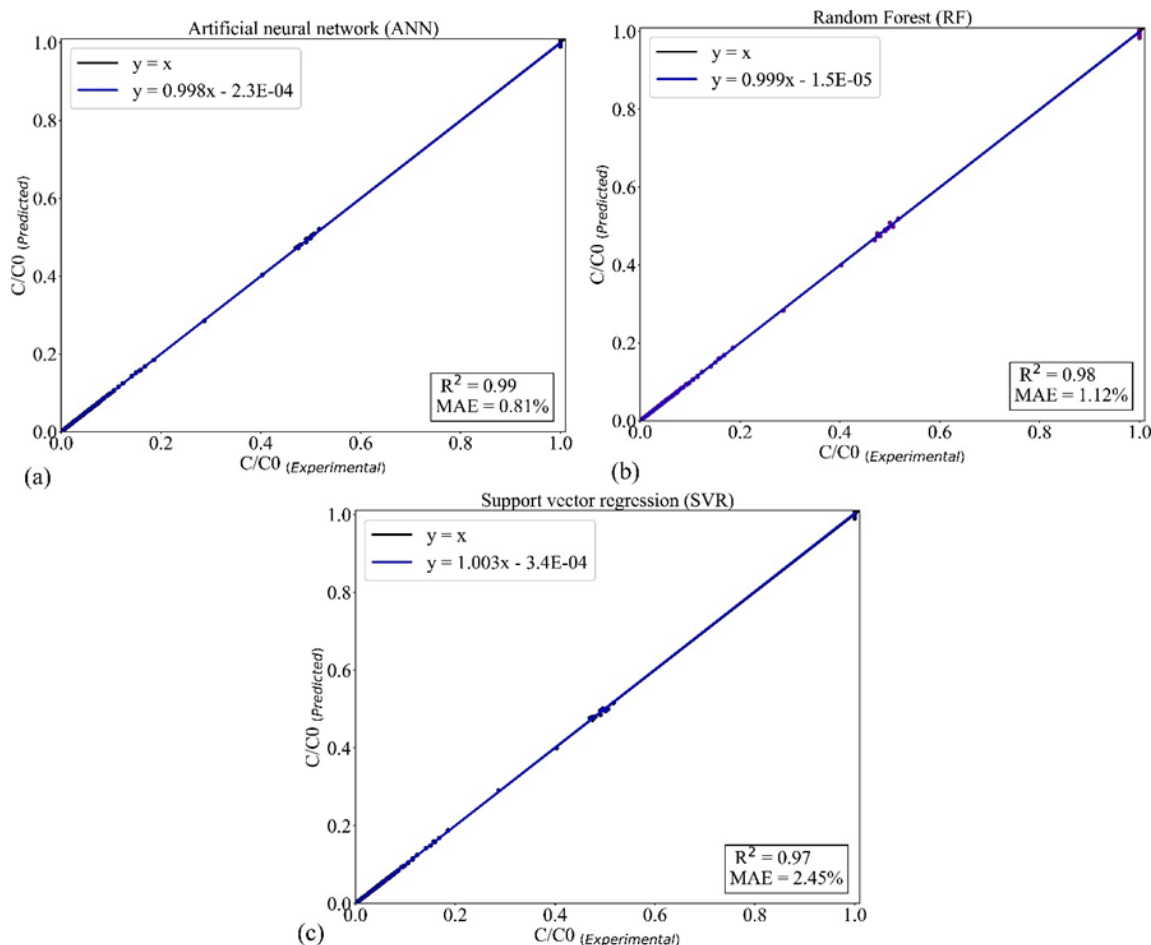 Artificial neural network (ANN)
1.0
y = x
y = 0.998x - 2.3E-04
0.8
0.6
C/C0 (Predicted)
0.4
0.2
R² = 0.99
MAE = 0.81%
0.0
0.0 0.2 0.4 0.6 0.8 1.0
C/C0 (Experimental)
(a)
Random Forest (RF)
1.0
y = x
y = 0.999x - 1.5E-05
0.8
0.6
C/C0 (Predicted)
0.4
0.2
R² = 0.98
MAE = 1.12%
0.0
0.0 0.2 0.4 0.6 0.8 1.0
C/C0 (Experimental)
(b)
Support vector regression (SVR)
1.0
y = x
y = 1.003x - 3.4E-04
0.8
0.6
C/C0 (Predicted)
0.4
0.2
R² = 0.97
MAE = 2.45%
0.0
0.0 0.2 0.4 0.6 0.8 1.0
C/C0 (Experimental)
(c)